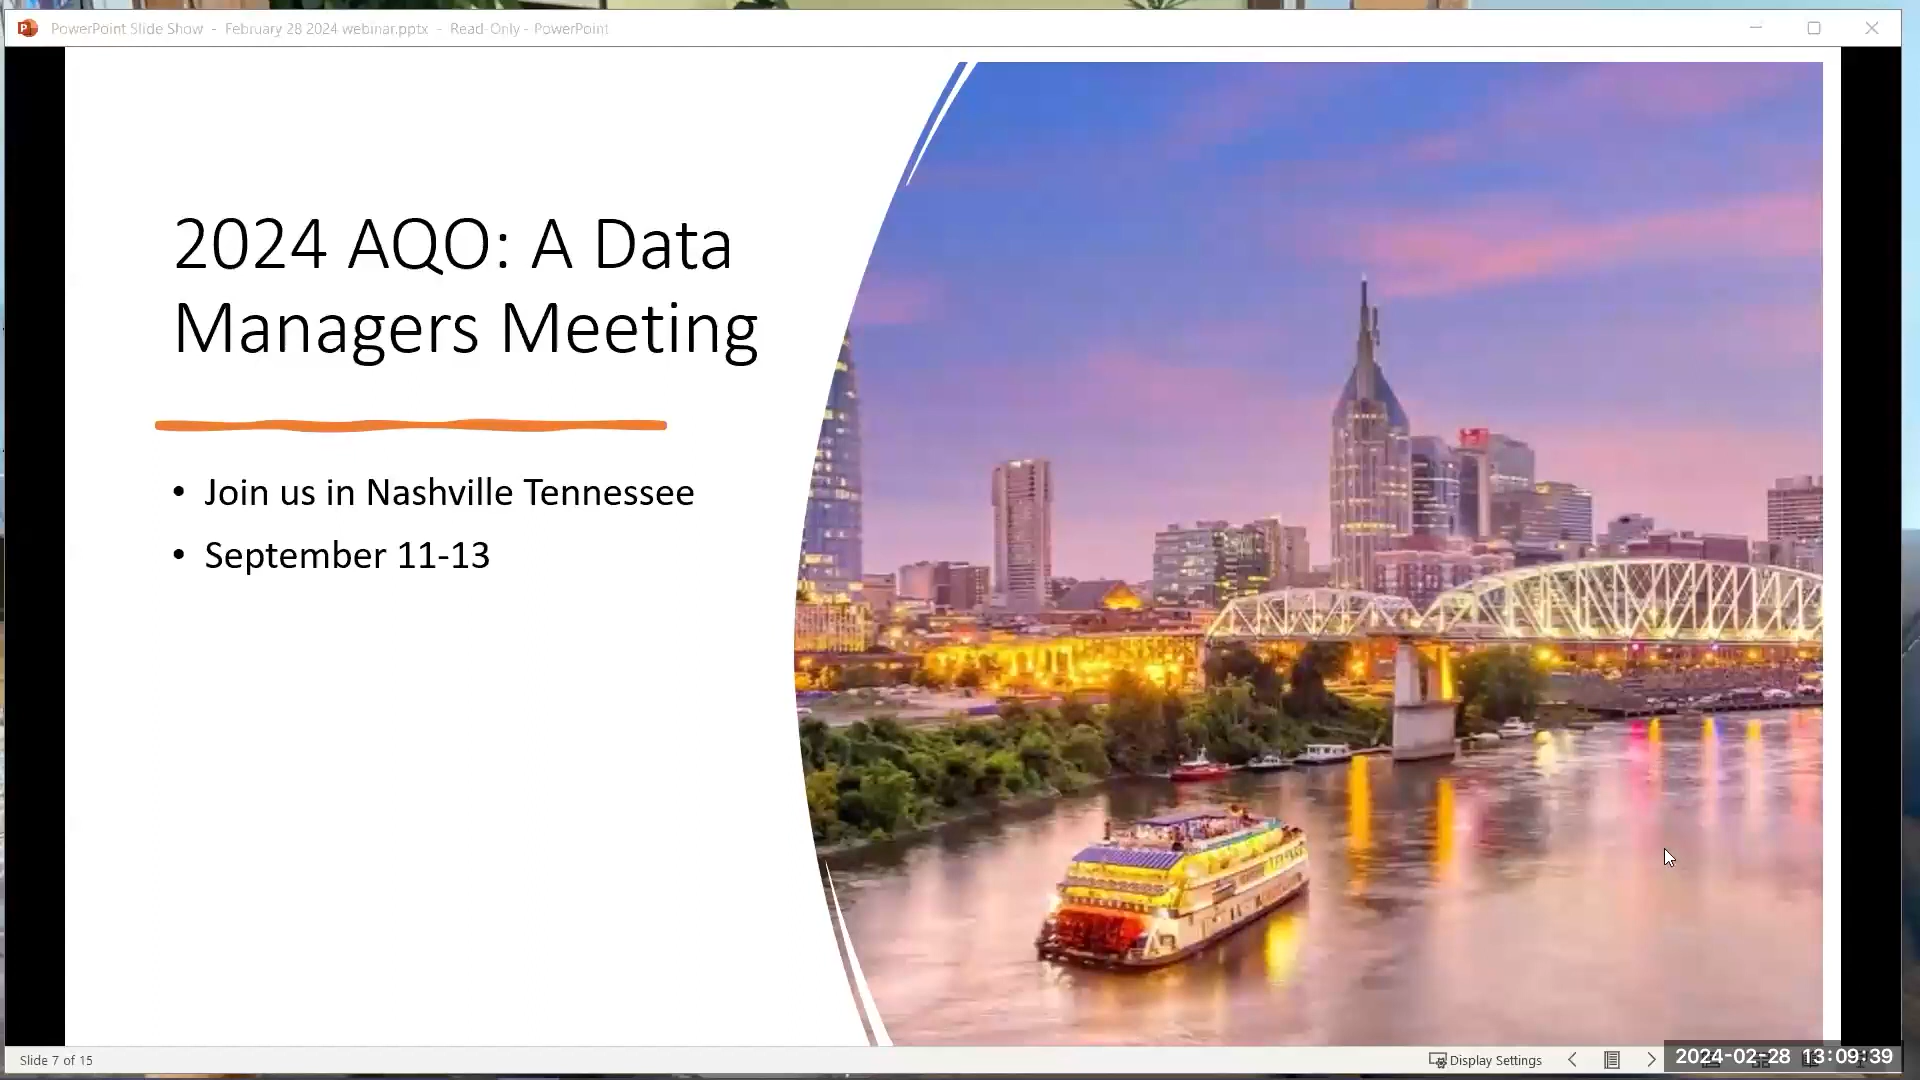 PowerPoint Slide Show - February 28 2024 webinar.pptx - Read-Only - PowerPoint
2024 AQO: A Data
Managers Meeting
• Join us in Nashville Tennessee
• September 11-13
Slide 7 of 15
Display Settings
2024-02-28 13:09:39